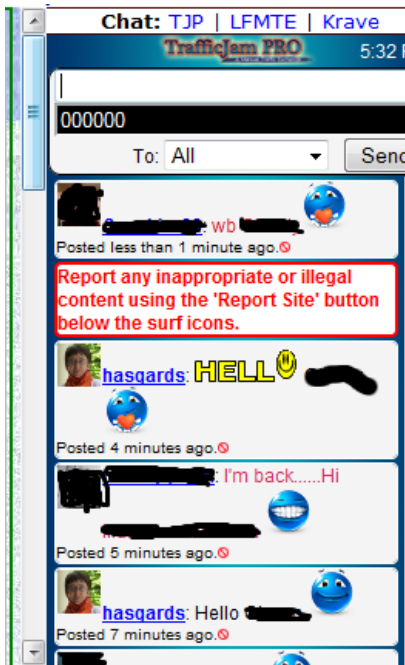 Chat: TJP | LFMTE | Krave
TrafficJam PRO
5:32
000000
To: All
Send
: wb
Posted less than 1 minute ago.
Report any inappropriate or illegal
content using the 'Report Site' button
below the surf icons.
hasgards: HELL
Posted 4 minutes ago.
: I'm back......Hi
Posted 5 minutes ago.
hasgards: Hello
Posted 7 minutes ago.